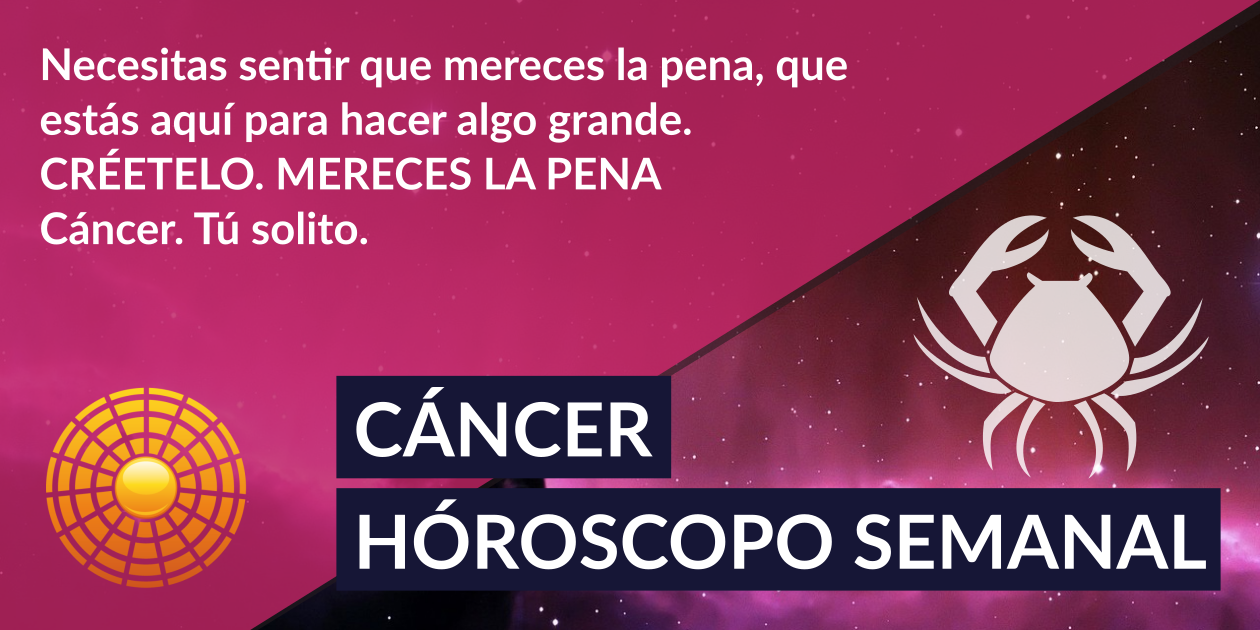 Necesitas sentir que mereces la pena, que
estás aquí para hacer algo grande.
CRÉETELO. MERECES LA PENA
Cáncer. Tú solito.
CÁNCER
HÓROSCOPO SEMANAL